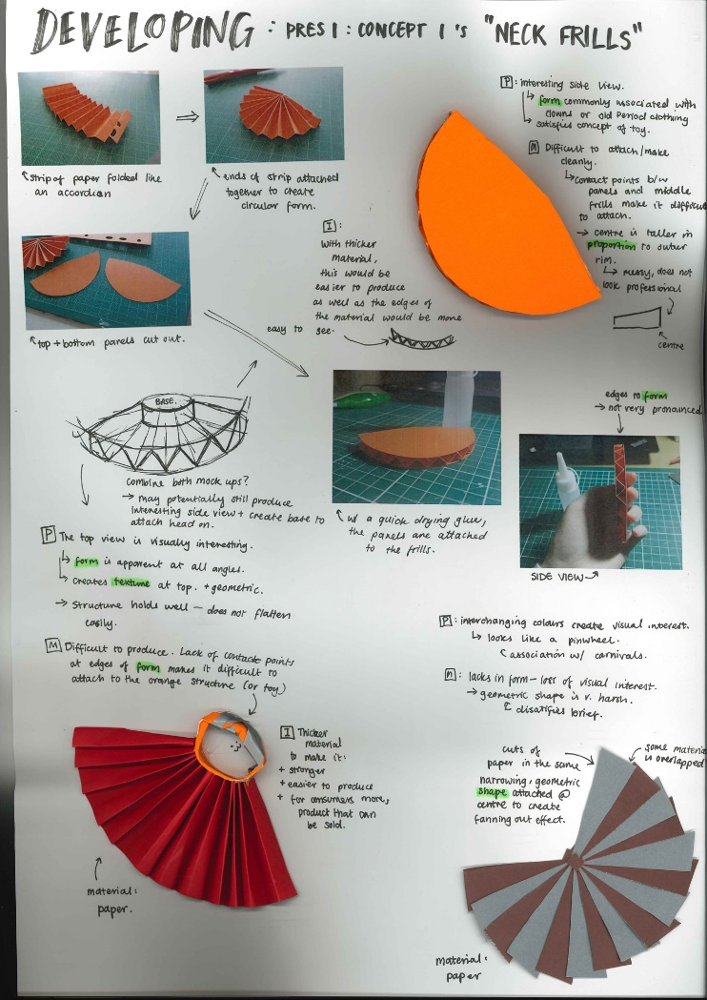 DEVELOPING : PRES 1 : CONCEPT 1 's "NECK FRILLS"
strip of paper folded like
an accordian
ends of strip attached
together to create
circular form.
P: interesting side view.
form commonly associated with
clowns or old Period clothing
satisfies concept of toy.
M Difficult to attach/make
cleanly.
Contact points b/w
panels and middle
frills make it difficult
to attach.
centre is taller in
proportion to outer
rim.
messy, does not
look professional
centre
I:
With thicker
material,
this would be
easier to produce
as well as the edges of
the material would be more
easy to see.
top + bottom panels cut out.
BASE.
combine both mock ups?
may potentially still produce
interesting side view + create base to
attach head on.
w/ a quick drying glue,
the panels are attached
to the frills.
edges to form
not very pronounced.
SIDE VIEW
P The top view is visually interesting.
form is apparent at all angles.
creates texture at top. + geometric.
Structure holds well – does not flatten
easily.
M Difficult to produce. Lack of contact points
at edges of form makes it difficult to
attach to the orange structure (or toy)
I Thicker
material
to make it:
+ stronger
+ easier to produce
+ for consumers more,
product that can
be sold.
material:
paper.
P: interchanging colours create visual interest.
looks like a pinwheel.
association w/ carnivals.
M: lacks in form – loss of visual interest.
geometric shape is v. harsh.
disatisfies brief.
cuts of
paper in the same
narrowing, geometric
shape attached @
centre to create
fanning out effect.
some material
is overlapped
material:
paper